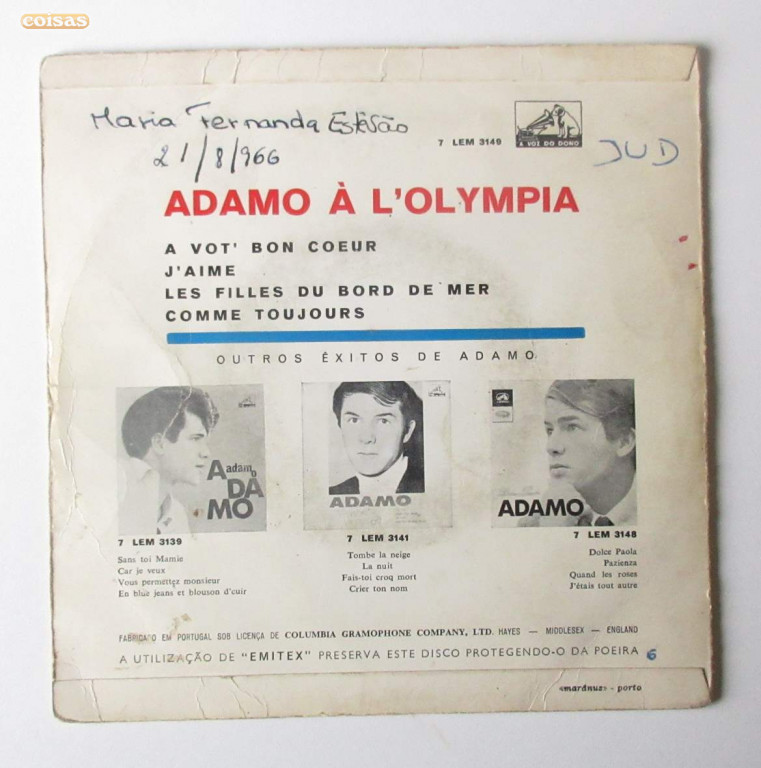 coisas
Maria Fernanda Estêvão
7 LEM 3149
A VOZ DO DONO
21/8/966
JUD
ADAMO À L'OLYMPIA
A VOT' BON COEUR
J'AIME
LES FILLES DU BORD DE MER
COMME TOUJOURS
OUTROS ÊXITOS DE ADAMO
Aadamo
DA
MO
ADAMO
ADAMO
7 LEM 3139
Sans toi Mamie
Car je veux
Vous permettez monsieur
En blue jeans et blouson d'cuir
7 LEM 3141
Tombe la neige
La nuit
Fais-toi croq mort
Crier ton nom
7 LEM 3148
Dolce Paola
Pazienza
Quand les roses
J'étais tout autre
FABRICADO EM PORTUGAL SOB LICENÇA DE COLUMBIA GRAMOPHONE COMPANY, LTD. HAYES — MIDDLESEX — ENGLAND
A UTILIZAÇÃO DE "EMITEX" PRESERVA ESTE DISCO PROTEGENDO-O DA POEIRA 6
«mardnuz» - porto